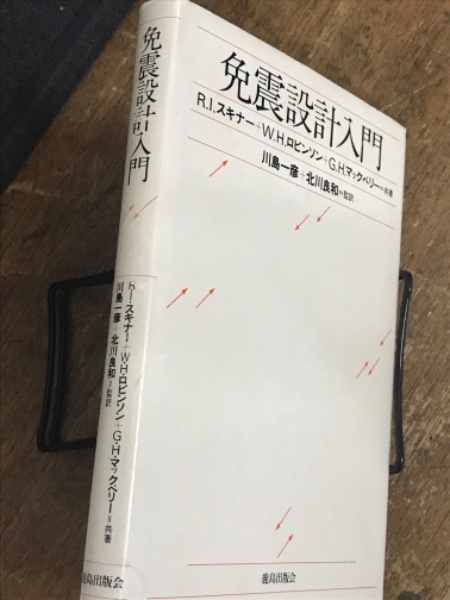 免震設計入門
R.I.スキナー+W.H.ロビンソン+G.H.マックベリー=共著
川島一彦+北川良和=監訳
鹿島出版会
免震設計入門
R.I.スキナー+W.H.ロビンソン+G.H.マックベリー=共著
川島一彦+北川良和=監訳
鹿島出版会